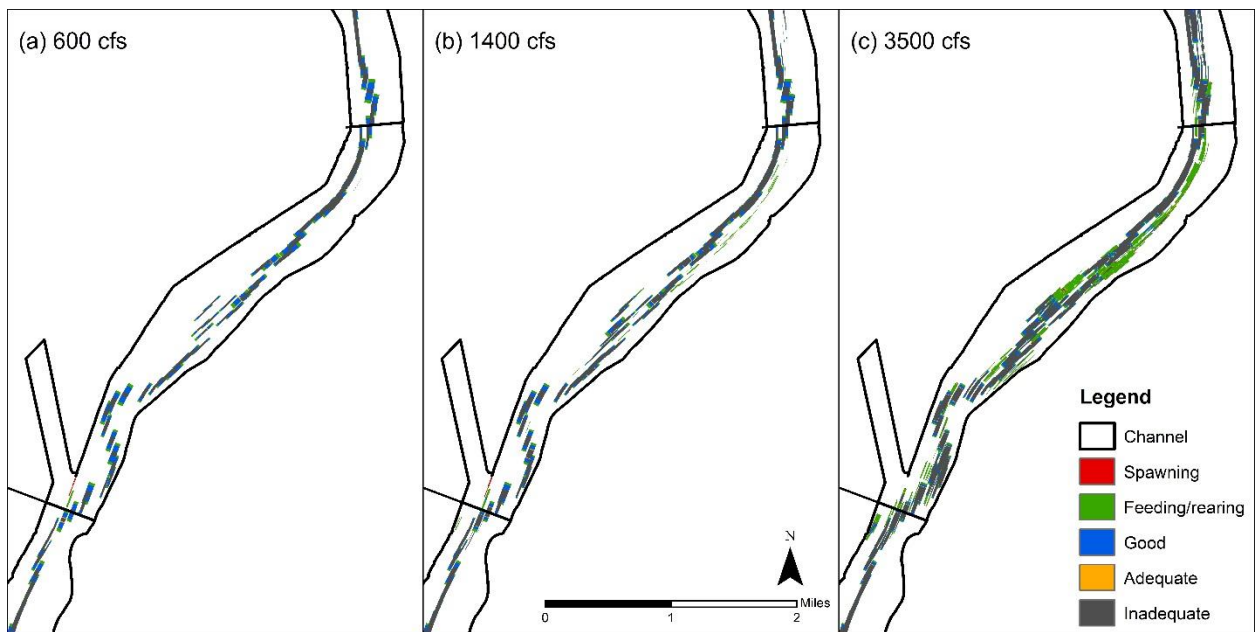 (a) 600 cfs
(b) 1400 cfs
(c) 3500 cfs
Legend
Channel
Spawning
Feeding/rearing
Good
Adequate
Inadequate
N
Miles
0 1 2